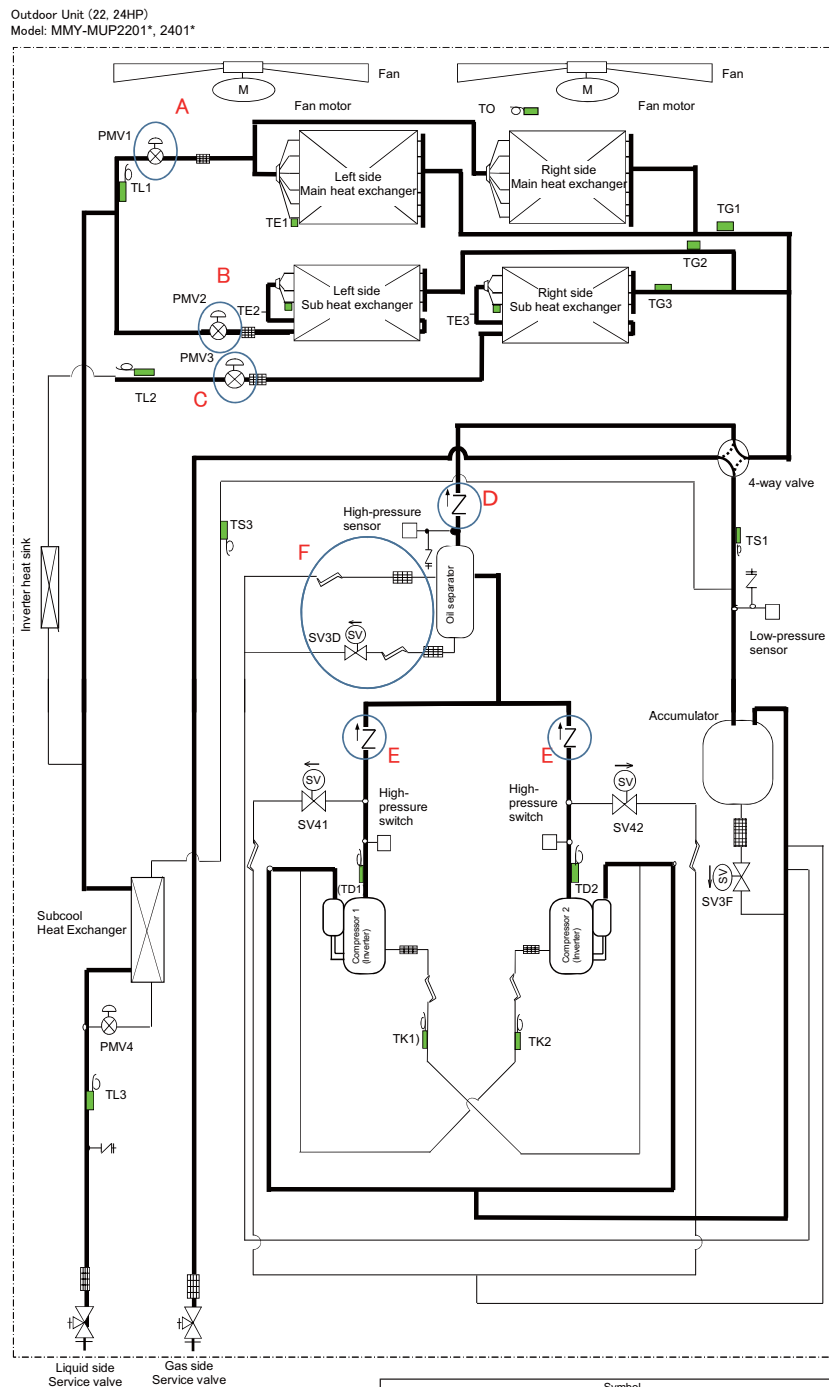 Outdoor Unit (22, 24HP)
Model: MMY-MUP2201*, 2401*
Fan
Fan
M
M
A
Fan motor
TO
Fan motor
PMV1
Left side
Main heat exchanger
Right side
Main heat exchanger
TL1
TE1
TG1
TG2
B
Left side
Sub heat exchanger
Right side
Sub heat exchanger
TG3
PMV2
TE2
TE3
PMV3
TL2
C
4-way valve
D
High-pressure
sensor
TS3
TS1
F
Inverter heat sink
Oil separator
SV3D
SV
Low-pressure
sensor
Accumulator
E
E
SV
SV
High-
pressure
switch
High-
pressure
switch
SV41
SV42
SV
SV3F
(TD1
TD2
Subcool
Heat Exchanger
Compressor 1
(Inverter)
Compressor 2
(Inverter)
PMV4
TK1)
TK2
TL3
Liquid side
Service valve
Gas side
Service valve
Symbol